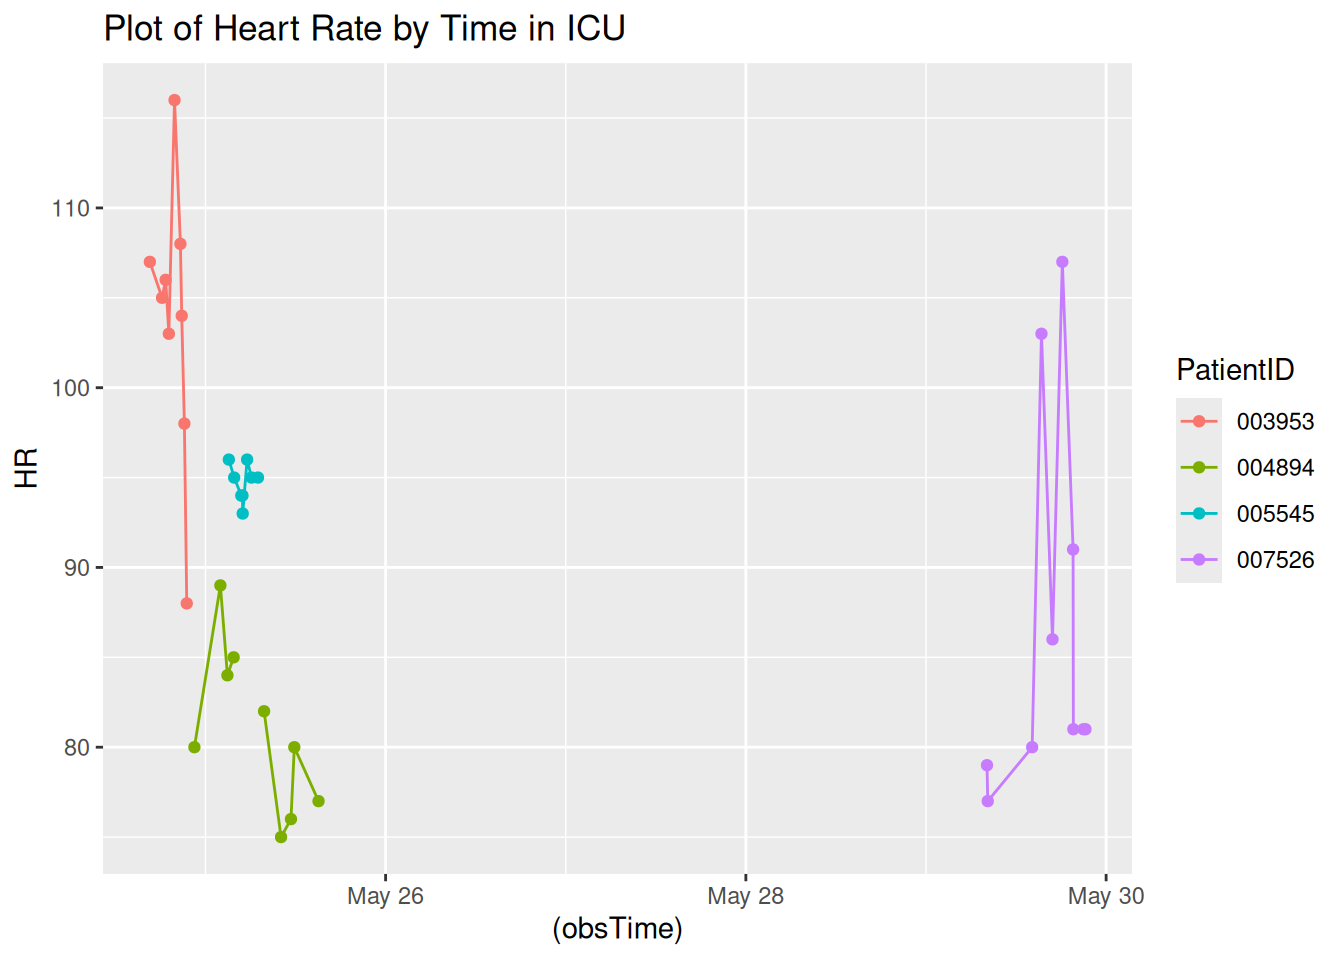 Plot of Heart Rate by Time in ICU
HR
110
100
90
80
May 26
May 28
May 30
(obsTime)
PatientID
003953
004894
005545
007526